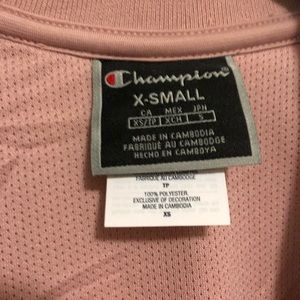 Champion
X-SMALL
CA MEX JPN
XS/TP XCH S
MADE IN CAMBODIA
FABRIQUÉ AU CAMBODGE
HECHO EN CAMBOYA
FABRIQUÉ AU CAMBODGE
TP
100% POLYESTER
EXCLUSIVE OF DECORATION
MADE IN CAMBODIA
XS